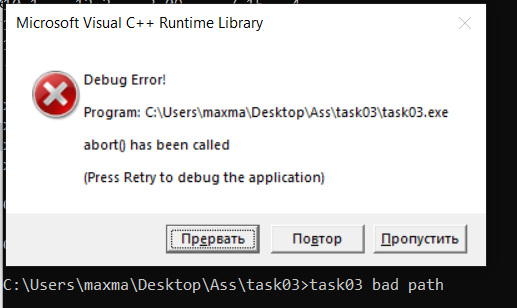 Microsoft Visual C++ Runtime Library
Debug Error!
Program: C:\Users\maxma\Desktop\Ass\task03\task03.exe
abort() has been called
(Press Retry to debug the application)
Прервать Повтор Пропустить
C:\Users\maxma\Desktop\Ass\task03>task03 bad path